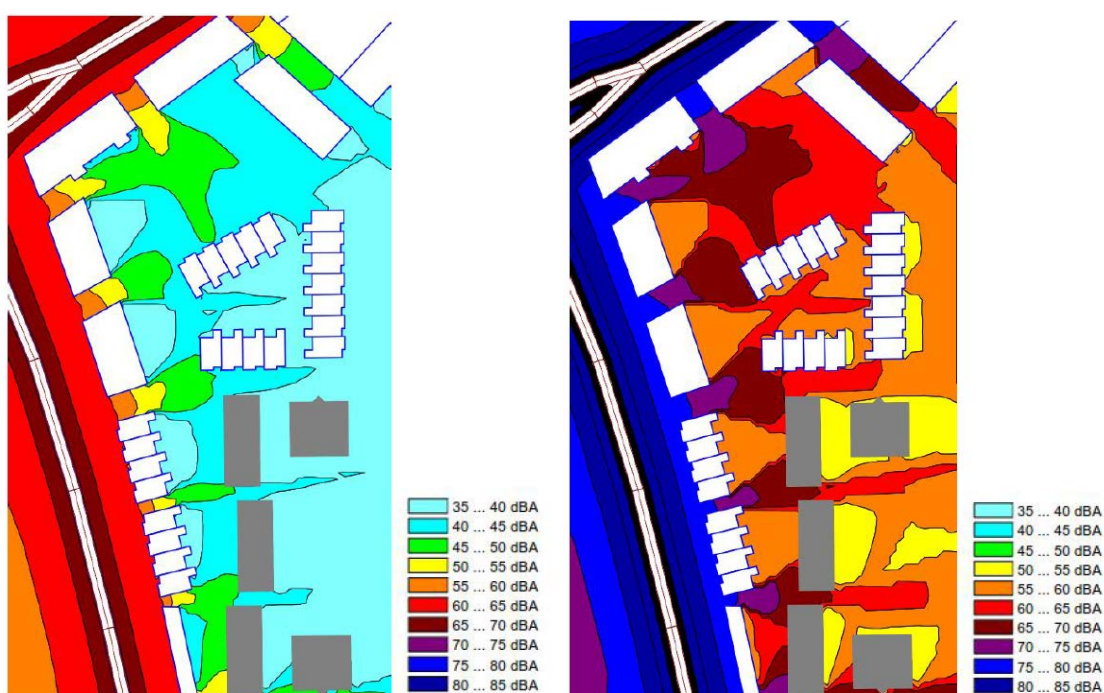 35 ... 40 dBA
40 ... 45 dBA
45 ... 50 dBA
50 ... 55 dBA
55 ... 60 dBA
60 ... 65 dBA
65 ... 70 dBA
70 ... 75 dBA
75 ... 80 dBA
80 ... 85 dBA
35 ... 40 dBA
40 ... 45 dBA
45 ... 50 dBA
50 ... 55 dBA
55 ... 60 dBA
60 ... 65 dBA
65 ... 70 dBA
70 ... 75 dBA
75 ... 80 dBA
80 ... 85 dBA